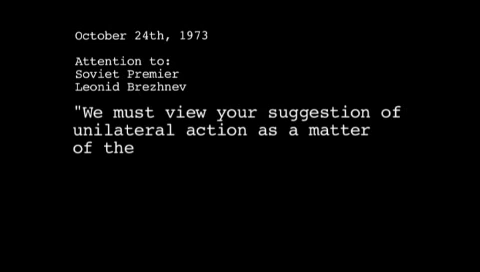 October 24th, 1973
Attention to:
Soviet Premier
Leonid Brezhnev
"We must view your suggestion of
unilateral action as a matter
of the